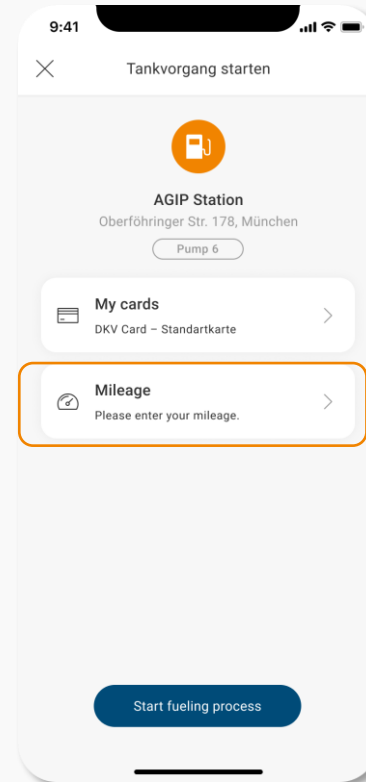 9:41
Tankvorgang starten
AGIP Station
Oberföhringer Str. 178, München
Pump 6
My cards
DKV Card – Standartkarte
Mileage
Please enter your mileage.
Start fueling process